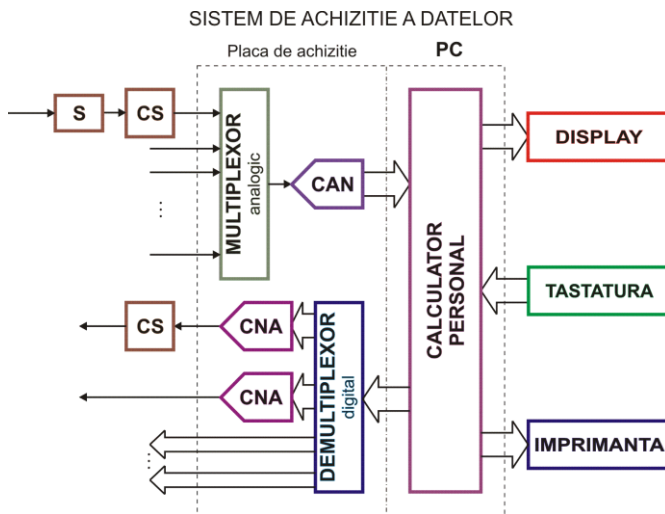 SISTEM DE ACHIZITIE A DATELOR
Placa de achizitie
PC
S
CS
MULTIPLEXOR
analogic
CAN
CALCULATOR
PERSONAL
DISPLAY
TASTATURA
IMPRIMANTA
CS
CNA
CNA
DEMULTIPLEXOR
digital